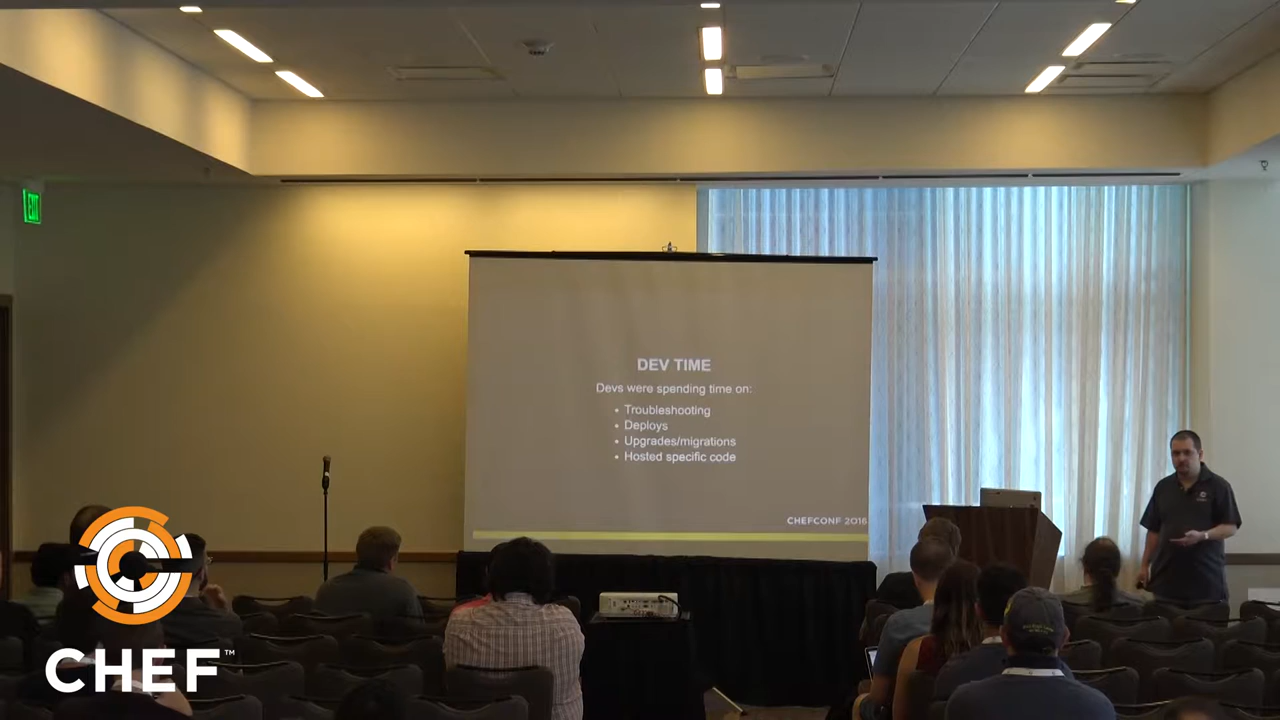 EXIT
DEV TIME
Devs were spending time on:
• Troubleshooting
• Deploys
• Upgrades/migrations
• Hosted specific code
CHEFCONF 2016
CHEF™